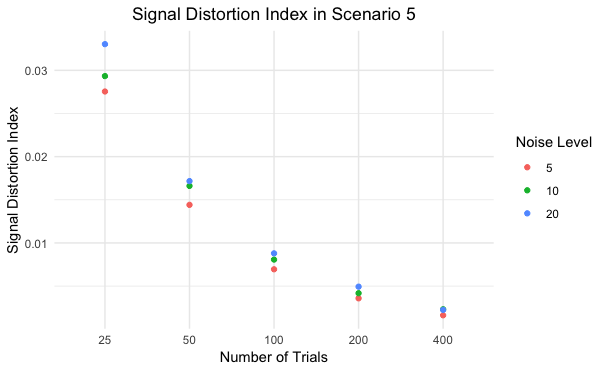 Signal Distortion Index in Scenario 5
Signal Distortion Index
0.03
0.02
0.01
25 50 100 200 400
Number of Trials
Noise Level
5
10
20